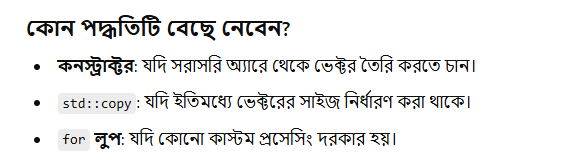 কোন পদ্ধতিটি বেছে নেবেন?
• কনস্ট্রাক্টর: যদি সরাসরি অ্যারে থেকে ভেক্টর তৈরি করতে চান।
• std::copy: যদি ইতিমধ্যে ভেক্টরের সাইজ নির্ধারণ করা থাকে।
• for লুপ: যদি কোনো কাস্টম প্রসেসিং দরকার হয়।